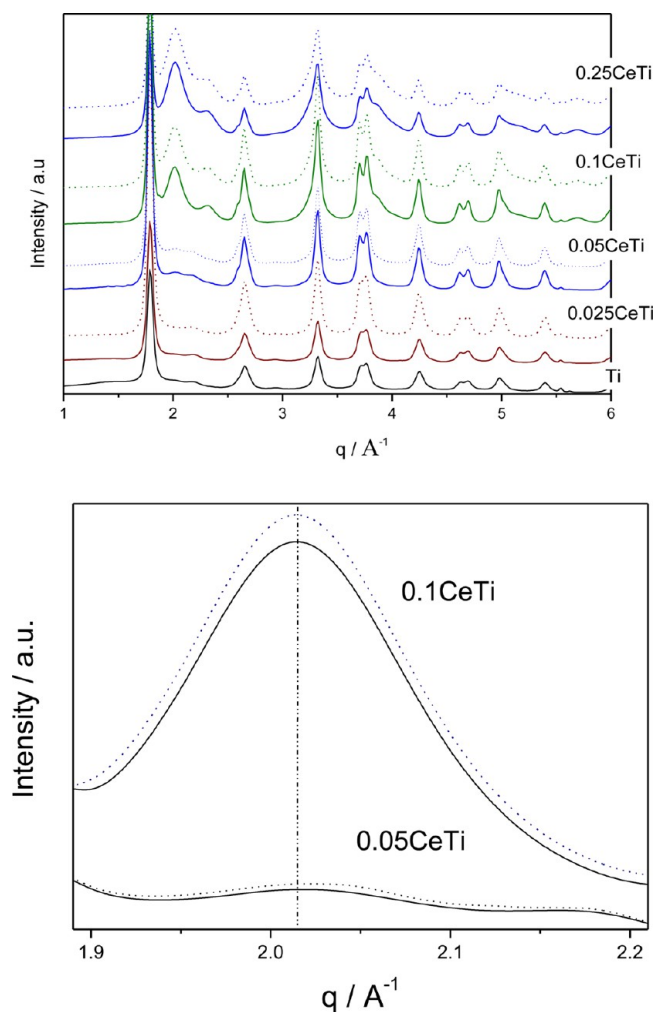 Intensity / a.u
0.25CeTi
0.1CeTi
0.05CeTi
0.025CeTi
Ti
1 2 3 4 5 6
q / A⁻¹
Intensity / a.u.
0.1CeTi
0.05CeTi
1.9 2.0 2.1 2.2
q / A⁻¹